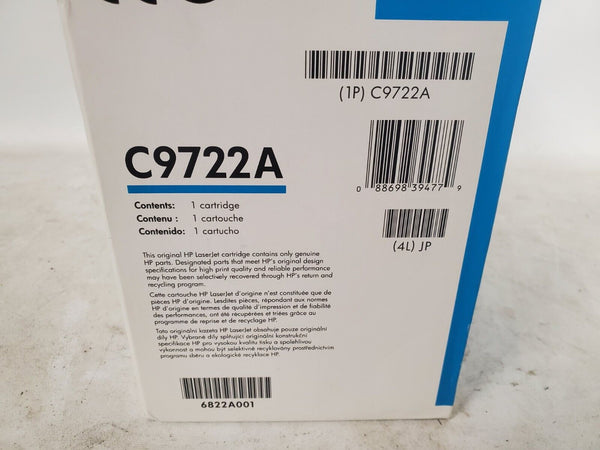 (1P) C9722A
C9722A
0 88698 39477 9
Contents: 1 cartridge
Contenu : 1 cartouche
Contenido: 1 cartucho
(4L) JP
This original HP LaserJet cartridge contains only genuine
HP parts. Designated parts that meet HP's original design
specifications for high print quality and reliable performance
may have been selectively recovered through HP's return and
recycling program.
Cette cartouche HP LaserJet d'origine n'est constituée que de
pièces HP d'origine. Lesdites pièces, répondant aux normes
HP d'origine en termes de qualité d'impression et de fiabilité
des performances, ont été récupérées et triées grâce au
programme de reprise et de recyclage HP.
Tato originální kazeta HP LaserJet obsahuje pouze originální
díly HP. Vybrané díly splňující originální konstrukční
specifikace HP pro vysokou kvalitu tisku a spolehlivou
výkonnost a mohou být selektivně recyklovány prostřednictvím
programu sběru a ekologické recyklace HP.
6822A001